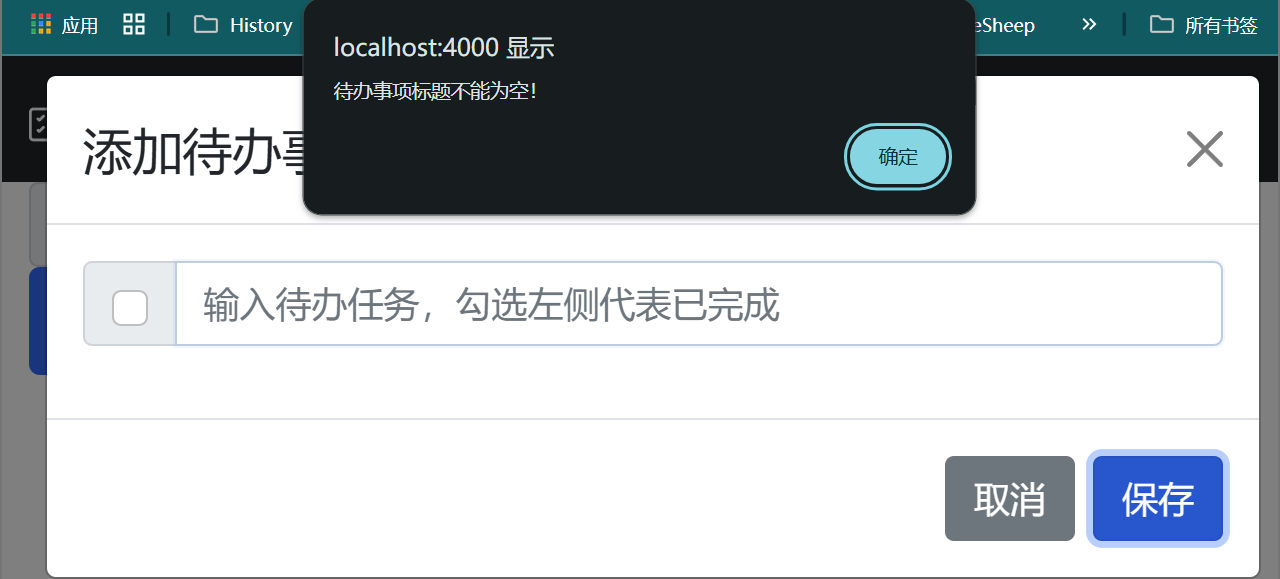 应用
History
eSheep
所有书签
localhost:4000 显示
待办事项标题不能为空！
确定
添加待办
输入待办任务，勾选左侧代表已完成
取消
保存